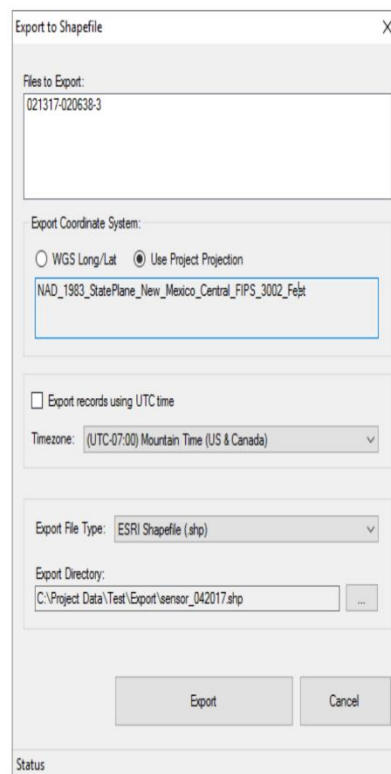 Export to Shapefile
Files to Export:
021317-020638-3
Export Coordinate System:
WGS Long/Lat
Use Project Projection
NAD_1983_StatePlane_New_Mexico_Central_FIPS_3002_Feet
Export records using UTC time
Timezone: (UTC-07:00) Mountain Time (US & Canada)
Export File Type: ESRI Shapefile (.shp)
Export Directory:
C:\Project Data\Test\Export\sensor_042017.shp
...
Export
Cancel
Status